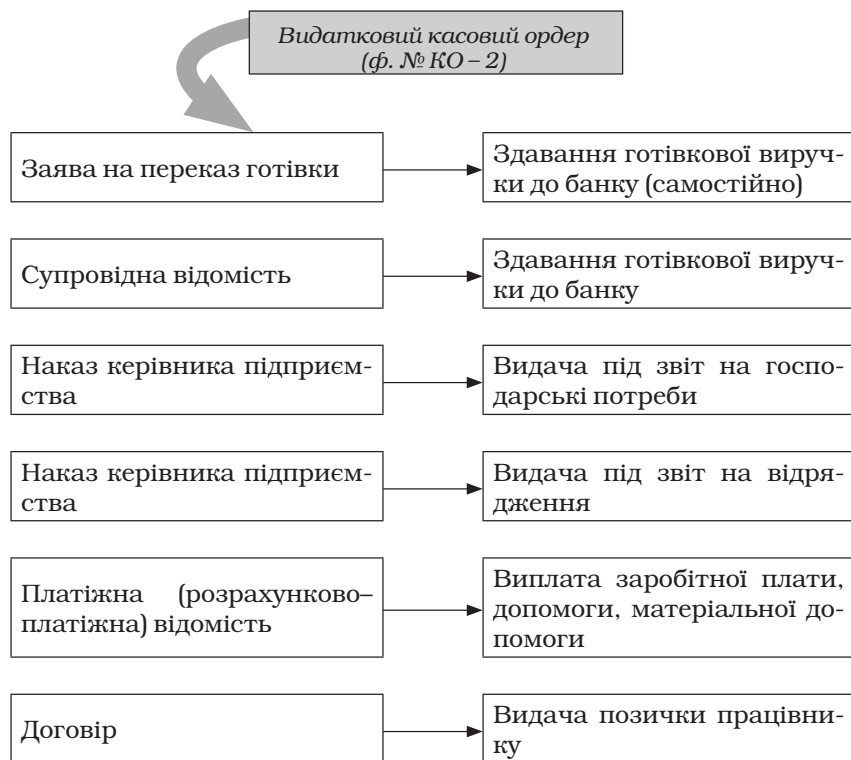 Видатковий касовий ордер
(ф. № КО – 2)
Заява на переказ готівки
Здавання готівкової вируч-
ки до банку (самостійно)
Супровідна відомість
Здавання готівкової вируч-
ки до банку
Наказ керівника підприєм-
ства
Видача під звіт на госпо-
дарські потреби
Наказ керівника підприєм-
ства
Видача під звіт на відря-
дження
Платіжна (розрахунково–
платіжна) відомість
Виплата заробітної плати,
допомоги, матеріальної до-
помоги
Договір
Видача позички працівни-
ку